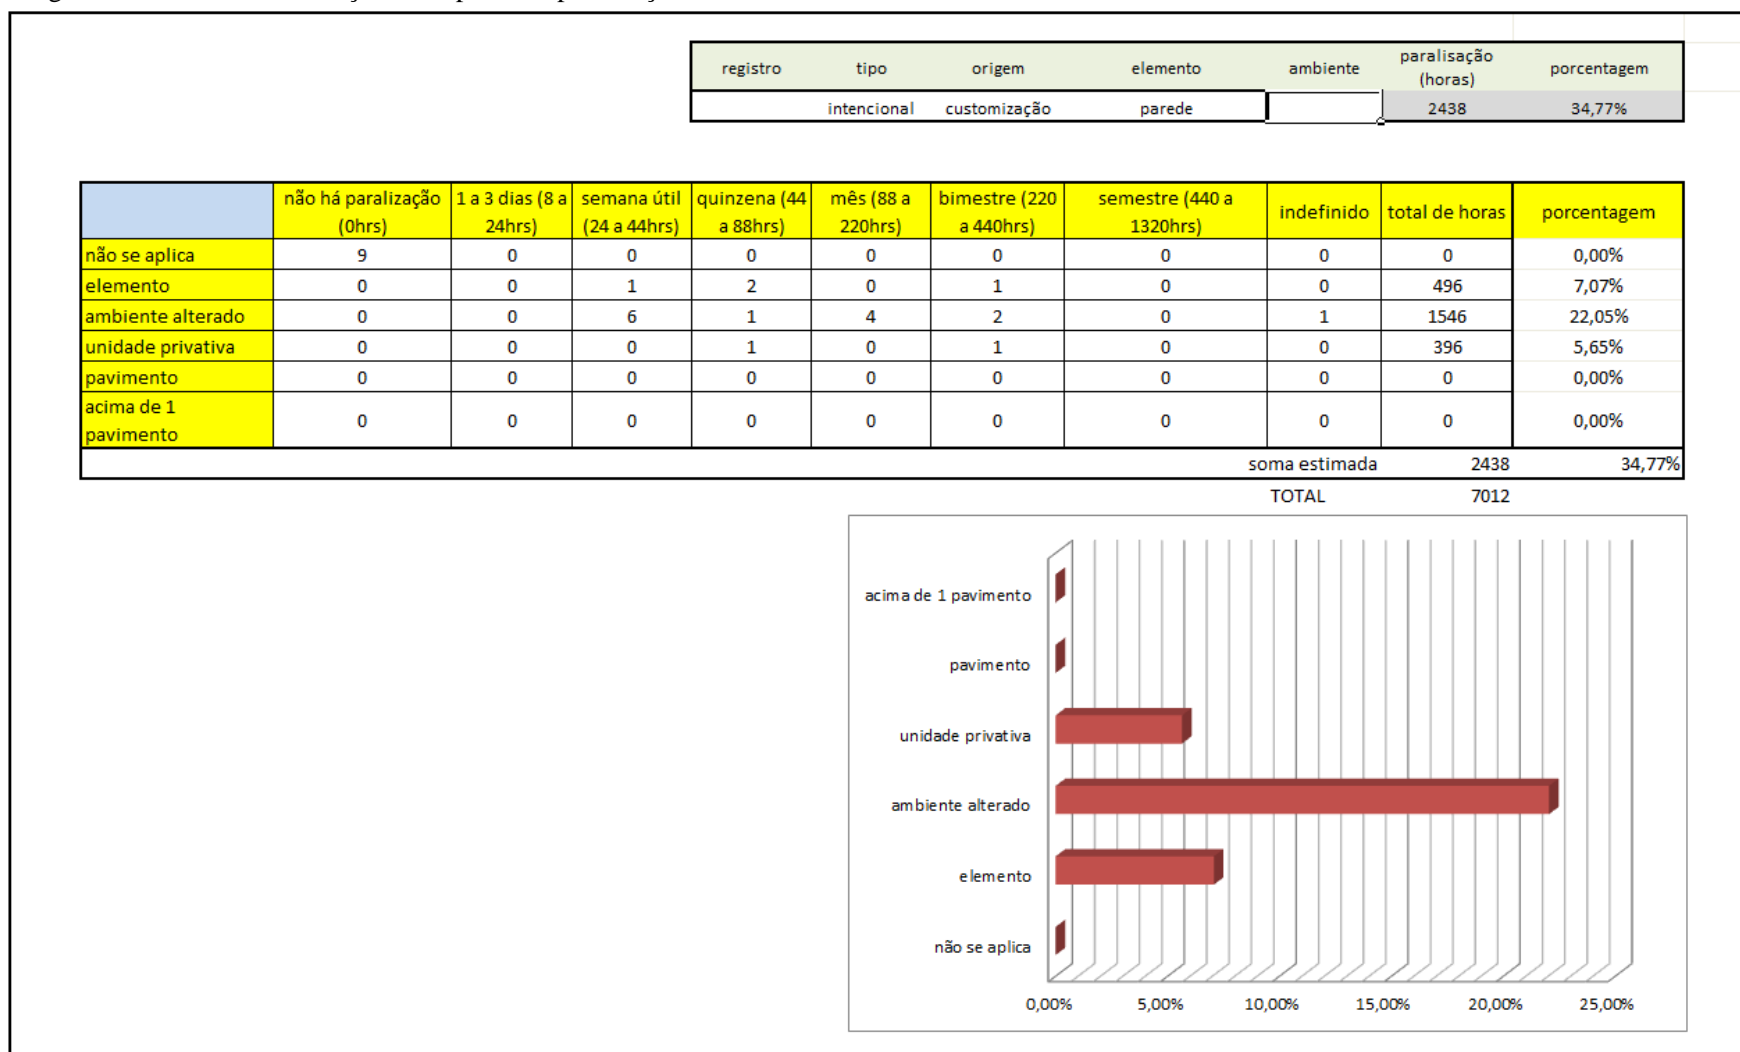 registro tipo origem elemento ambiente paralisação (horas) porcentagem
intencional customização parede 2438 34,77%
não há paralização (0hrs) 1 a 3 dias (8 a 24hrs) semana útil (24 a 44hrs) quinzena (44 a 88hrs) mês (88 a 220hrs) bimestre (220 a 440hrs) semestre (440 a 1320hrs) indefinido total de horas porcentagem
não se aplica 9 0 0 0 0 0 0 0 0 0,00%
elemento 0 0 1 2 0 1 0 0 496 7,07%
ambiente alterado 0 0 6 1 4 2 0 1 1546 22,05%
unidade privativa 0 0 0 1 0 1 0 0 396 5,65%
pavimento 0 0 0 0 0 0 0 0 0 0,00%
acima de 1 pavimento 0 0 0 0 0 0 0 0 0 0,00%
soma estimada 2438 34,77%
TOTAL 7012
acima de 1 pavimento
pavimento
unidade privativa
ambiente alterado
elemento
não se aplica
0,00% 5,00% 10,00% 15,00% 20,00% 25,00%